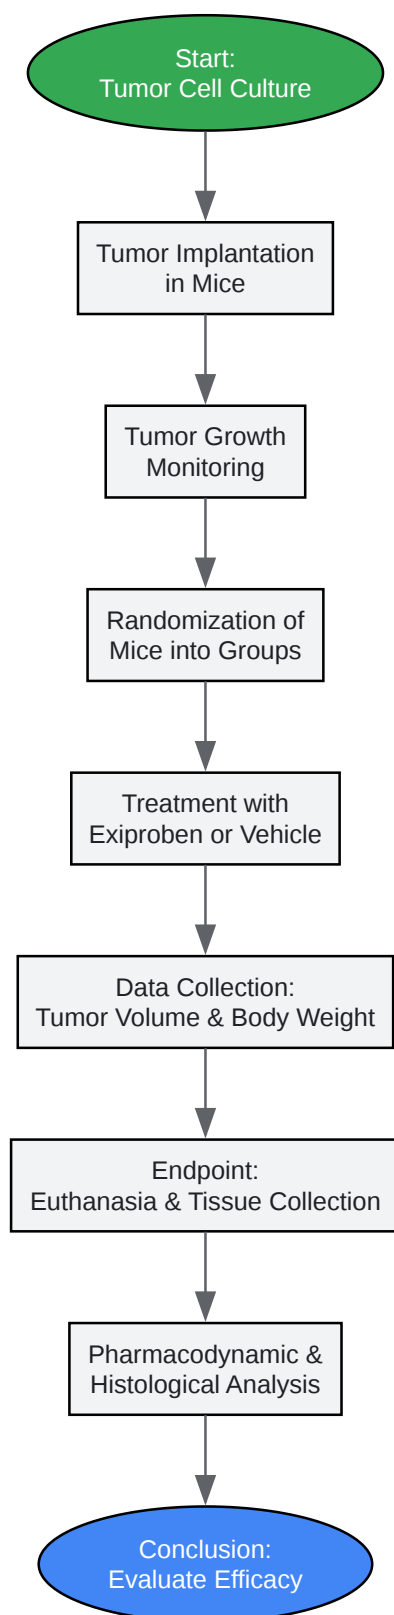 Start:
Tumor Cell Culture
Tumor Implantation
in Mice
Tumor Growth
Monitoring
Randomization of
Mice into Groups
Treatment with
Exiproben or Vehicle
Data Collection:
Tumor Volume & Body Weight
Endpoint:
Euthanasia & Tissue Collection
Pharmacodynamic &
Histological Analysis
Conclusion:
Evaluate Efficacy